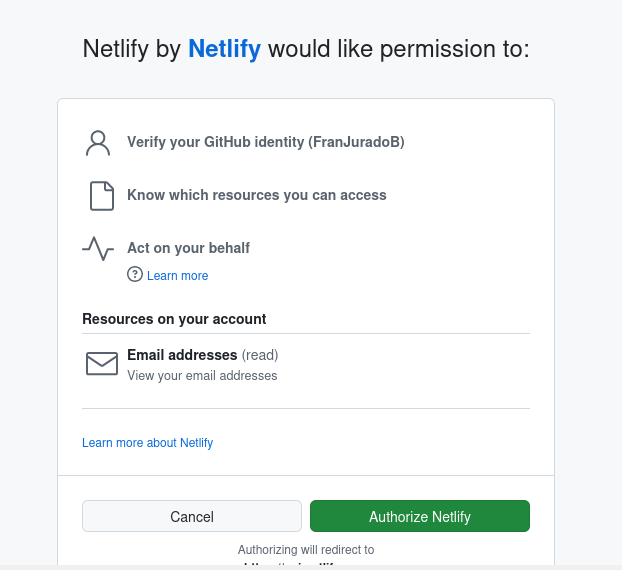 Netlify by Netlify would like permission to:
Verify your GitHub identity (FranJuradoB)
Know which resources you can access
Act on your behalf
Learn more
Resources on your account
Email addresses (read)
View your email addresses
Learn more about Netlify
Cancel
Authorize Netlify
Authorizing will redirect to